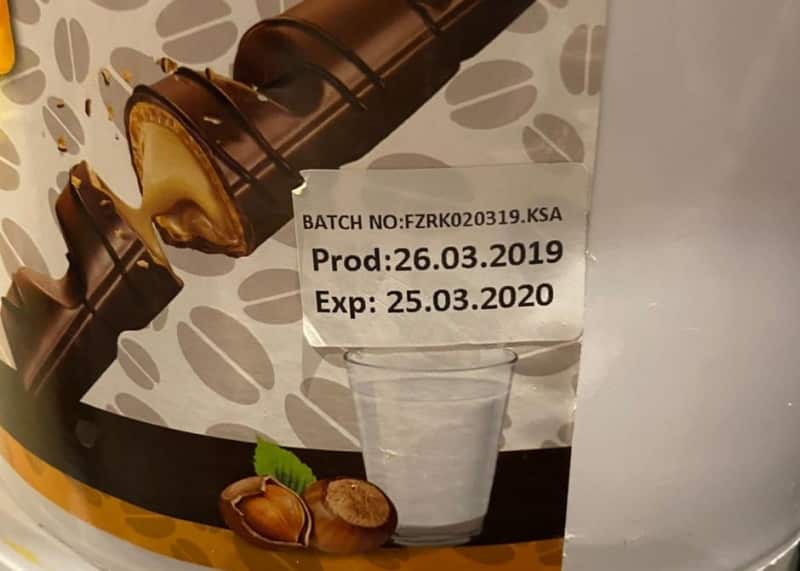 BATCH NO:FZRK020319.KSA
Prod:26.03.2019
Exp: 25.03.2020